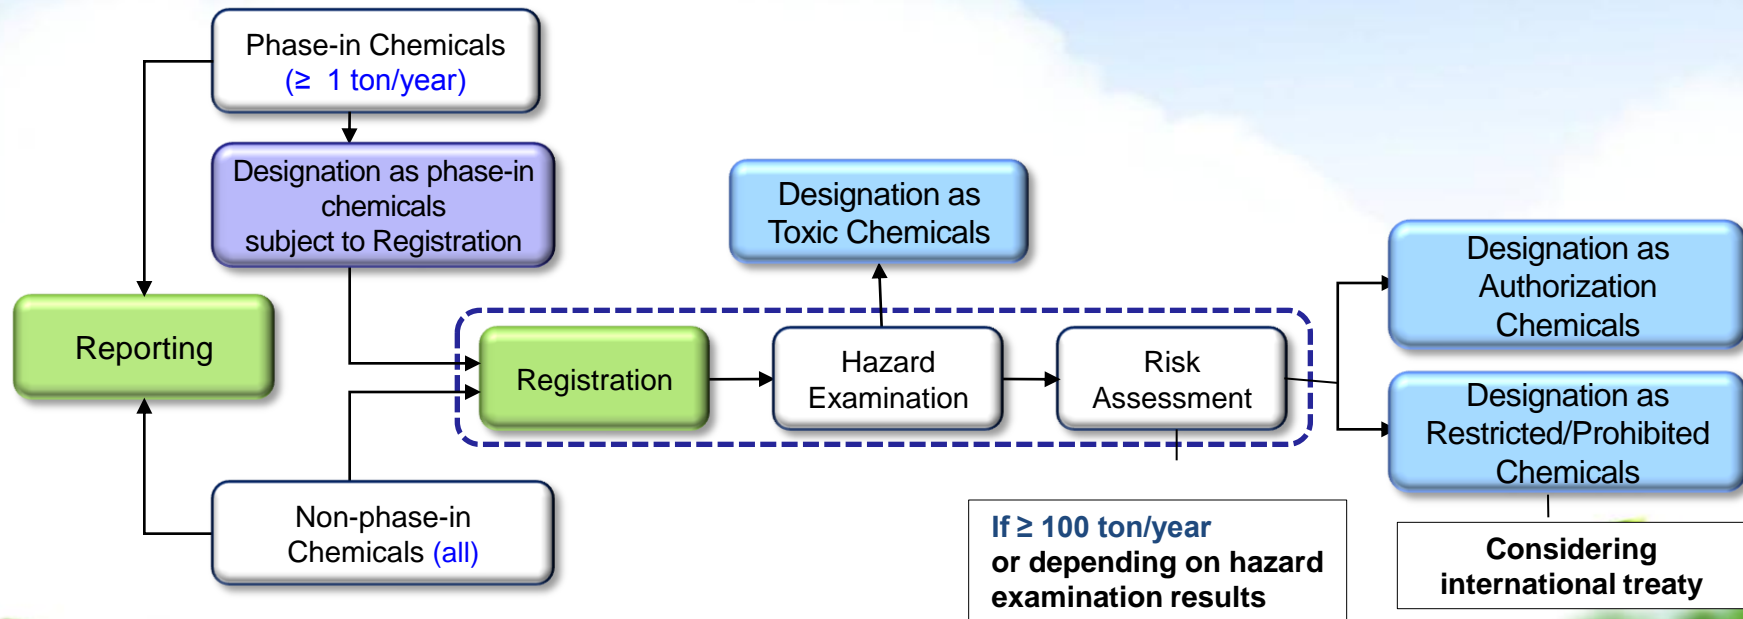 Phase-in Chemicals
(≥ 1 ton/year)
Designation as phase-in
chemicals
subject to Registration
Designation as
Toxic Chemicals
Designation as
Authorization
Chemicals
Reporting
Registration
Hazard
Examination
Risk
Assessment
Designation as
Restricted/Prohibited
Chemicals
Non-phase-in
Chemicals (all)
If ≥ 100 ton/year
or depending on hazard
examination results
Considering
international treaty